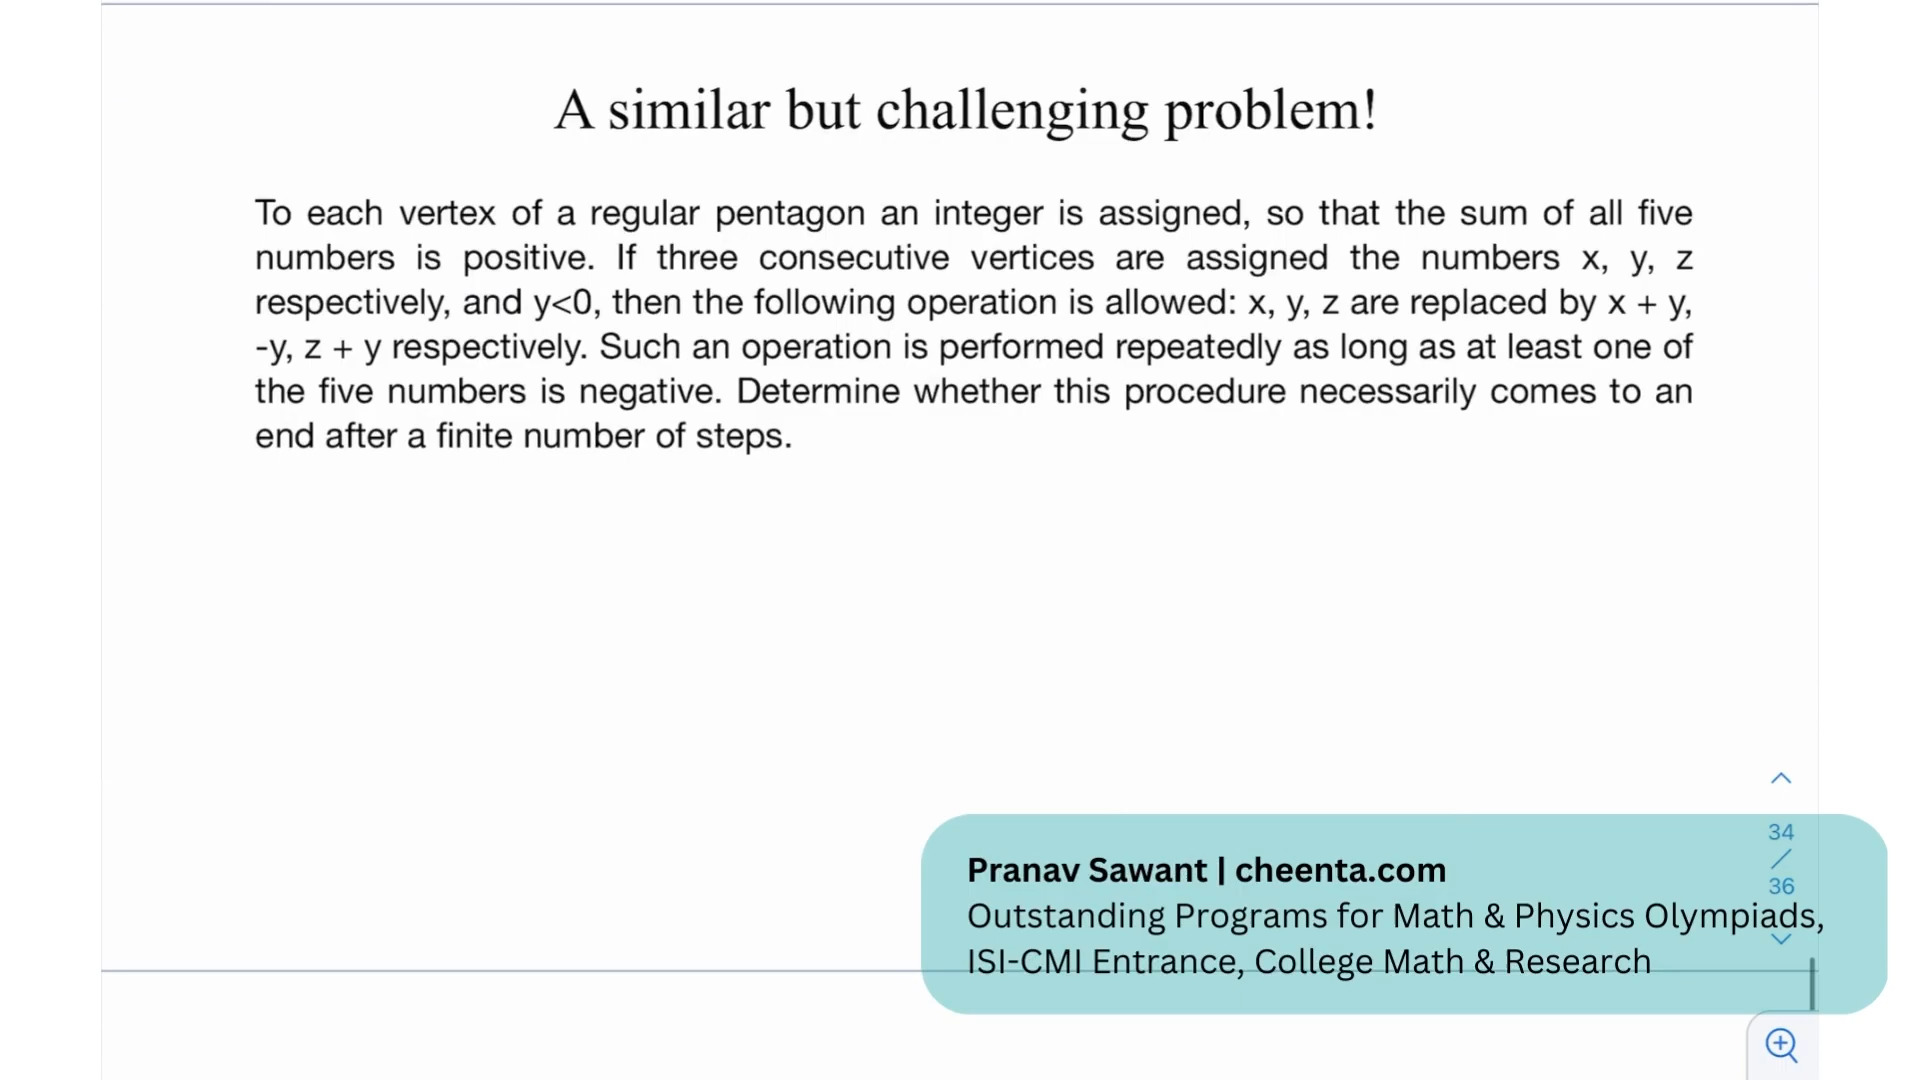 A similar but challenging problem!
To each vertex of a regular pentagon an integer is assigned, so that the sum of all five
numbers is positive. If three consecutive vertices are assigned the numbers x, y, z
respectively, and y<0, then the following operation is allowed: x, y, z are replaced by x + y,
-y, z + y respectively. Such an operation is performed repeatedly as long as at least one of
the five numbers is negative. Determine whether this procedure necessarily comes to an
end after a finite number of steps.
34
/
36
Pranav Sawant | cheenta.com
Outstanding Programs for Math & Physics Olympiads,
ISI-CMI Entrance, College Math & Research